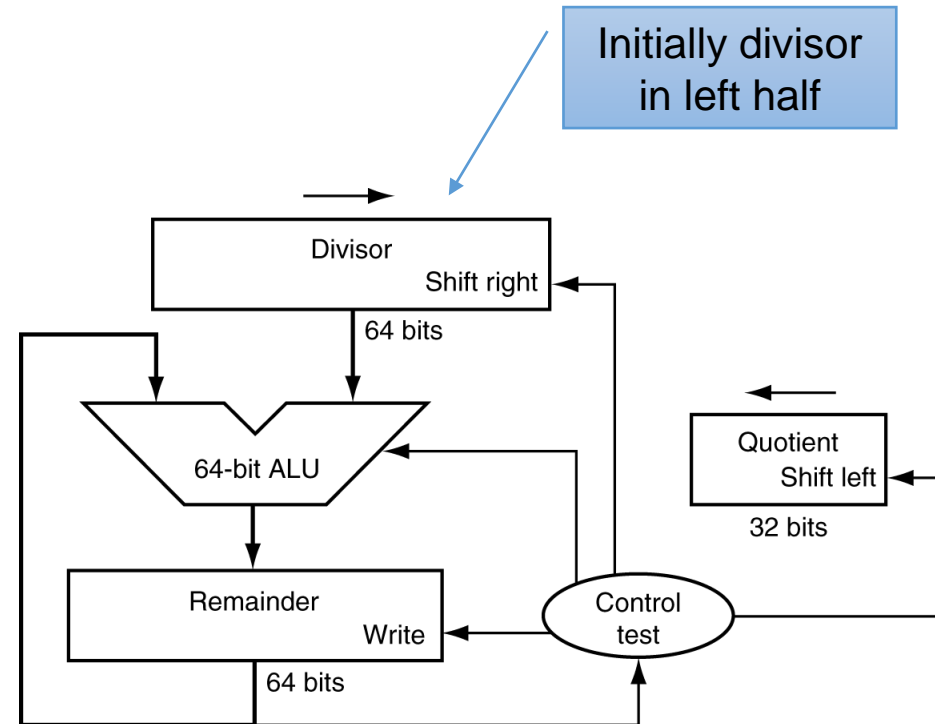 Initially divisor
in left half
Divisor
Shift right
64 bits
64-bit ALU
Quotient
Shift left
32 bits
Remainder
Write
Control
test
64 bits